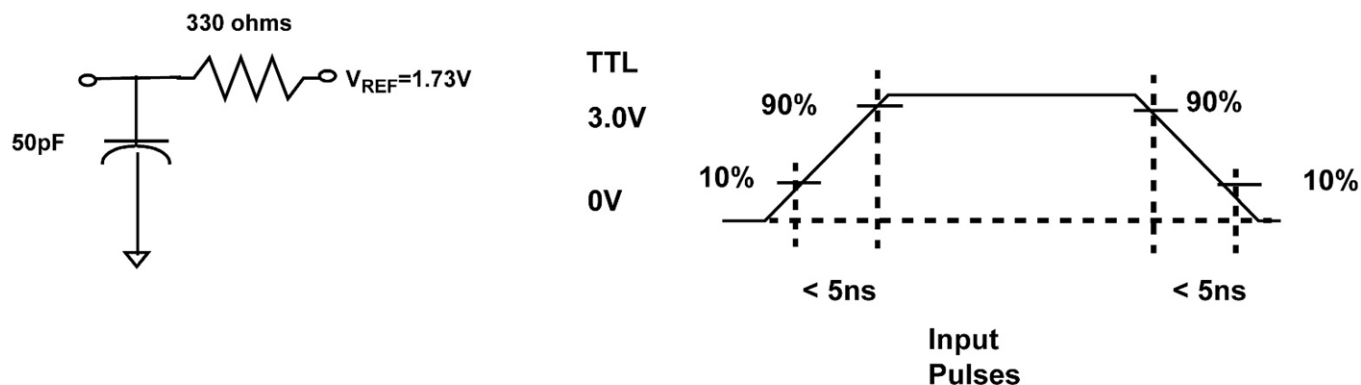 330 ohms
V_REF=1.73V
50pF
TTL
3.0V
0V
90%
10%
90%
10%
< 5ns
< 5ns
Input
Pulses